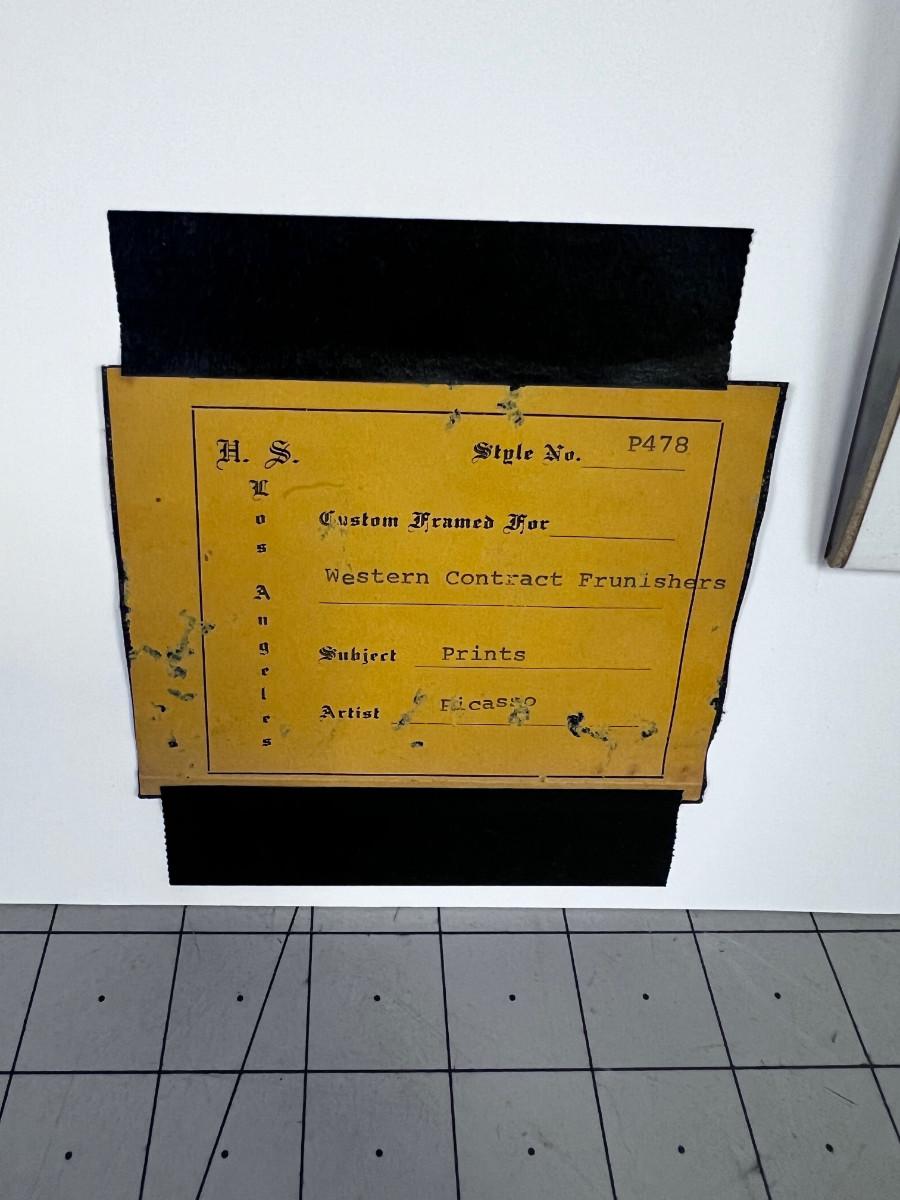 H. S.
Style No. P478
Los Angeles
Custom Framed For
Western Contract Frunishers
Subject Prints
Artist Picasso